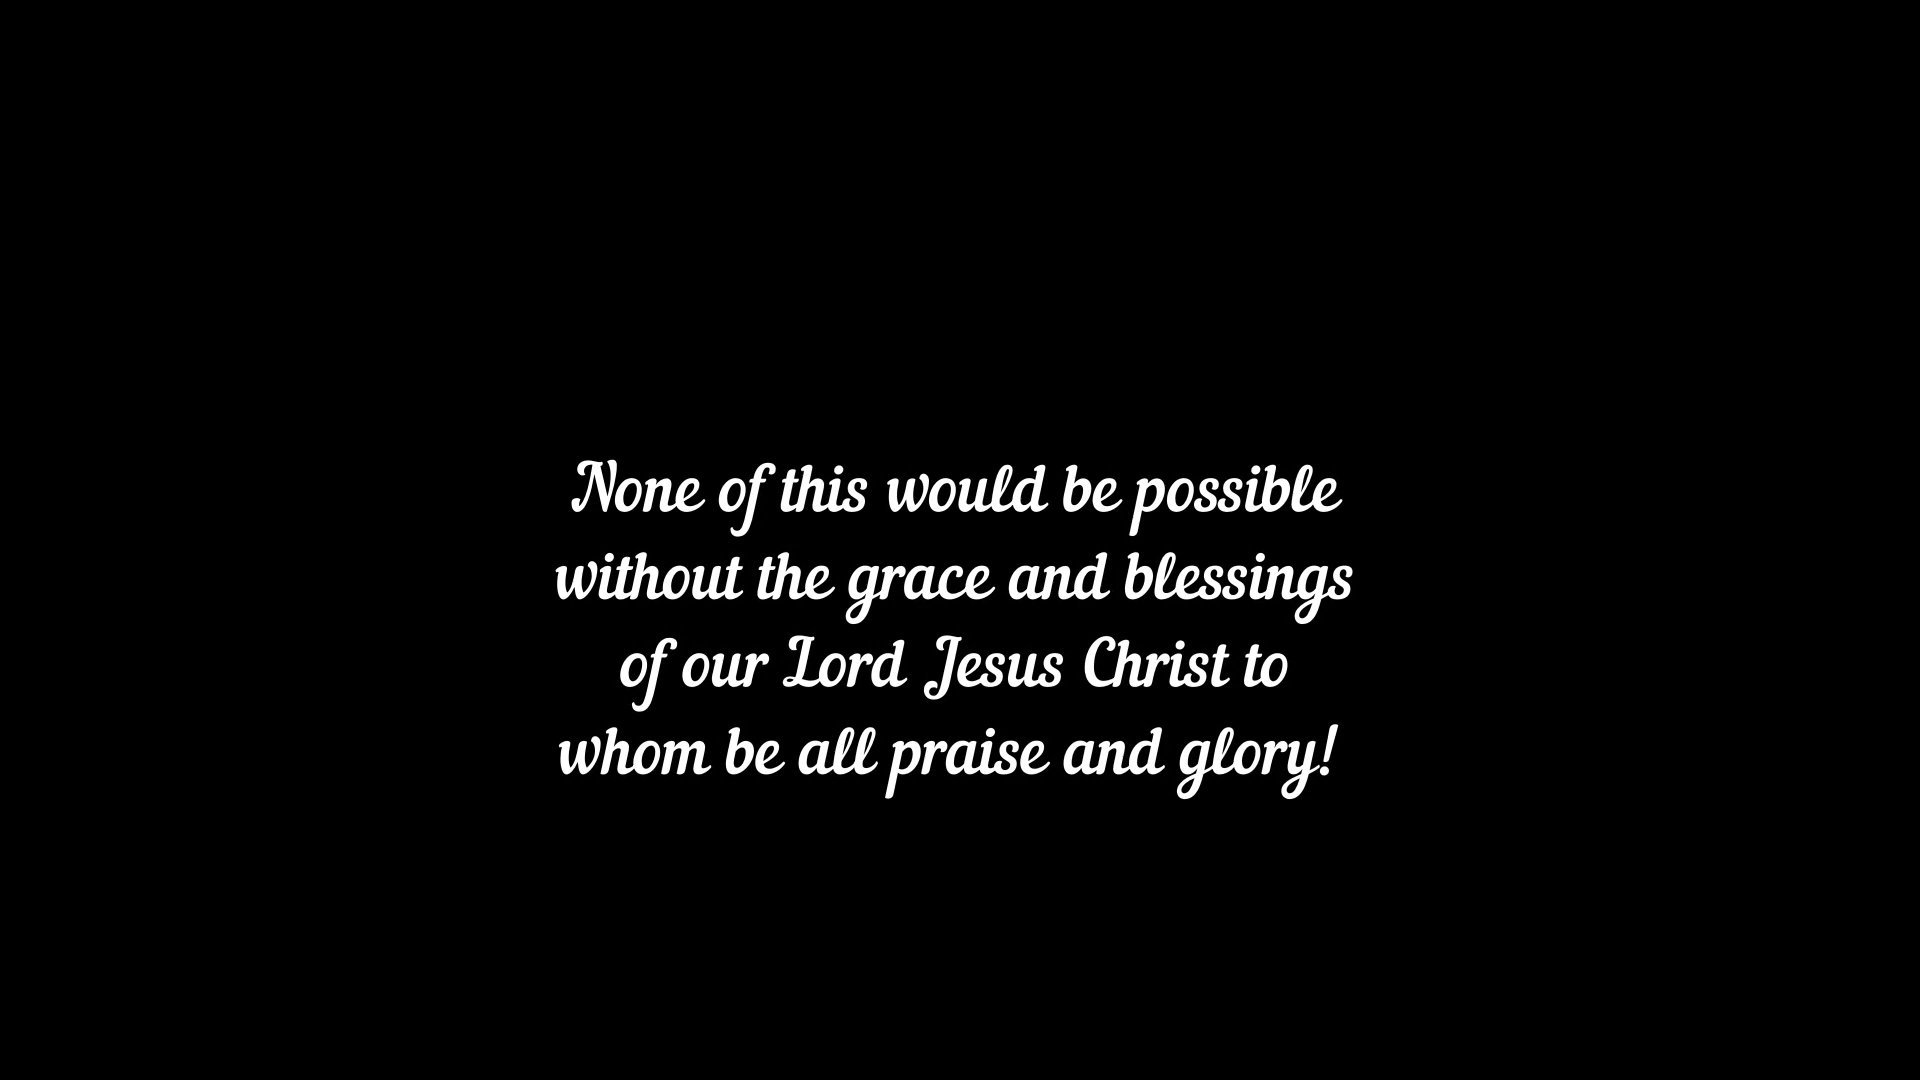 None of this would be possible
without the grace and blessings
of our Lord Jesus Christ to
whom be all praise and glory!